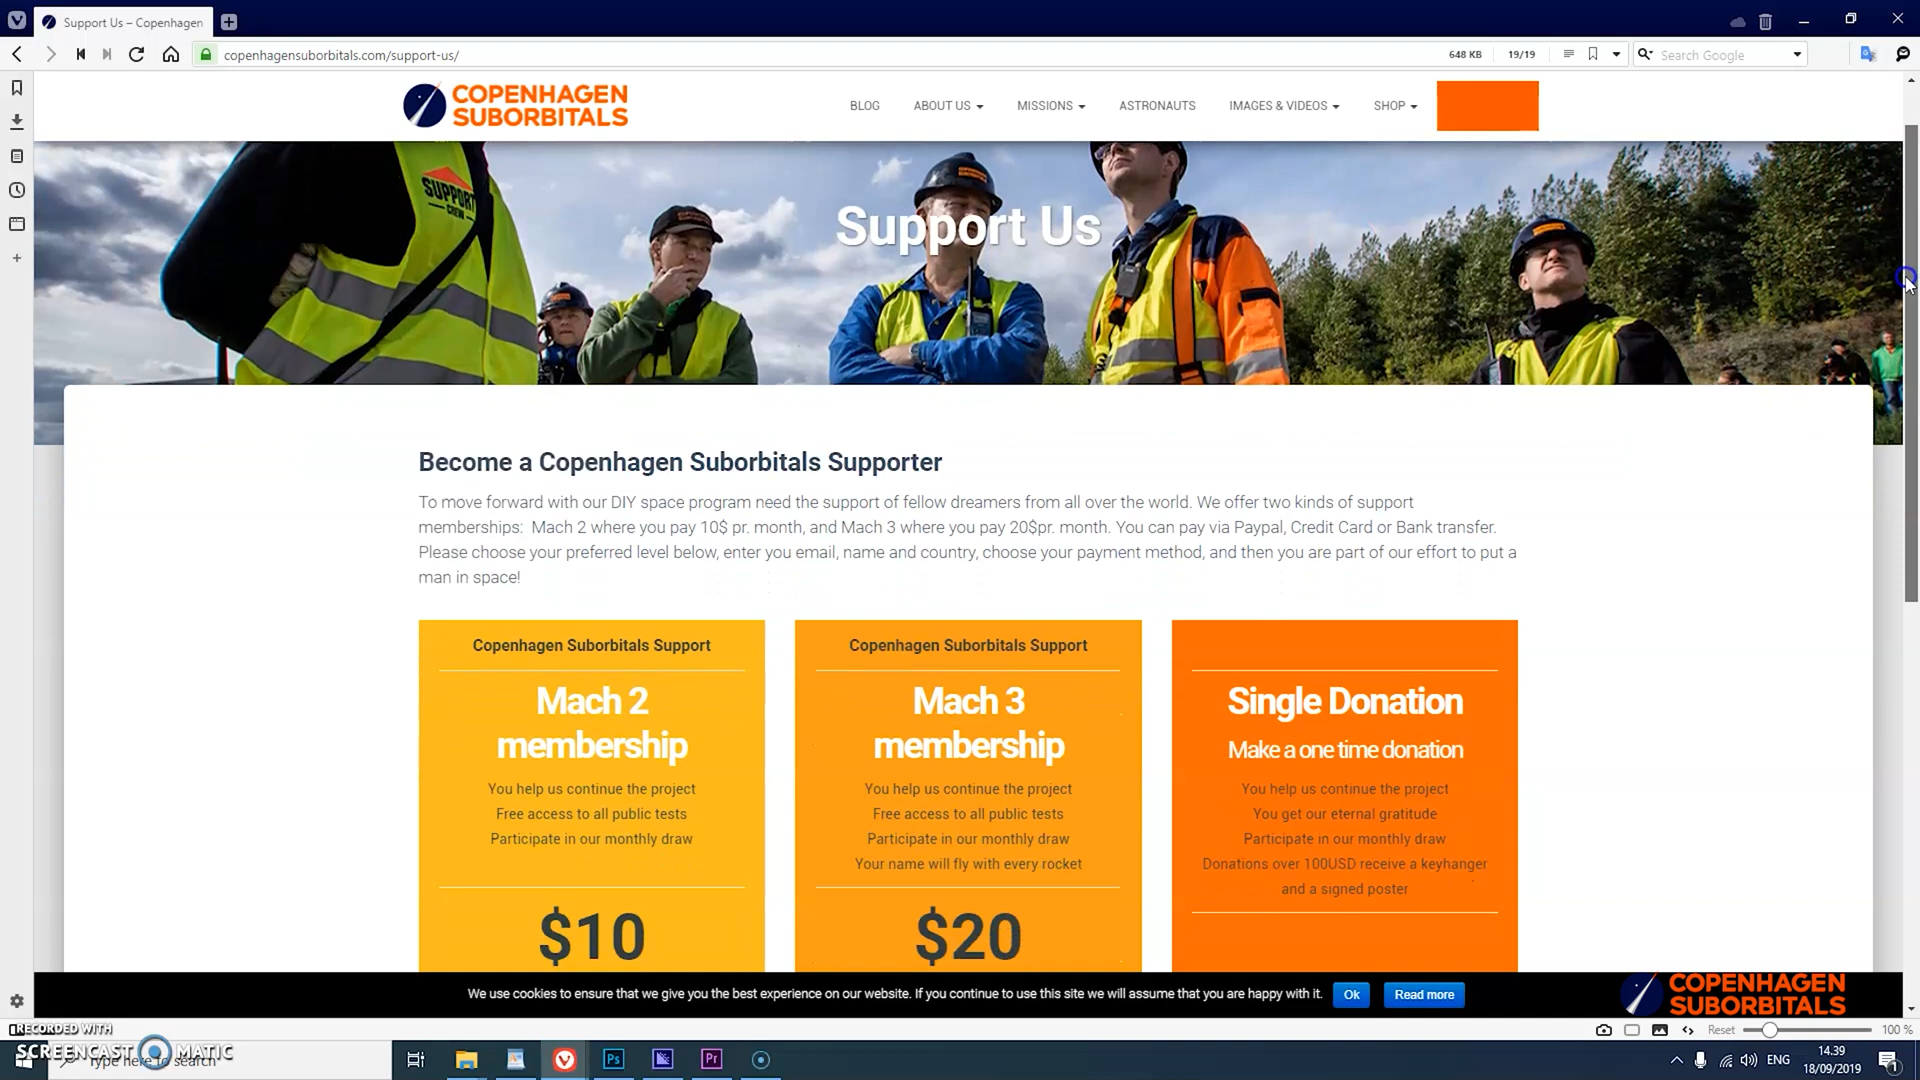 Support Us – Copenhagen
copenhagensuborbitals.com/support-us/
648 KB
19/19
Search Google
COPENHAGEN
SUBORBITALS
BLOG
ABOUT US
MISSIONS
ASTRONAUTS
IMAGES & VIDEOS
SHOP
SUPPORT
CREW
Support Us
Become a Copenhagen Suborbitals Supporter
To move forward with our DIY space program need the support of fellow dreamers from all over the world. We offer two kinds of support
memberships:  Mach 2 where you pay 10$ pr. month, and Mach 3 where you pay 20$pr. month. You can pay via Paypal, Credit Card or Bank transfer.
Please choose your preferred level below, enter you email, name and country, choose your payment method, and then you are part of our effort to put a
man in space!
Copenhagen Suborbitals Support
Mach 2
membership
You help us continue the project
Free access to all public tests
Participate in our monthly draw
$10
Copenhagen Suborbitals Support
Mach 3
membership
You help us continue the project
Free access to all public tests
Participate in our monthly draw
Your name will fly with every rocket
$20
Single Donation
Make a one time donation
You help us continue the project
You get our eternal gratitude
Participate in our monthly draw
Donations over 100USD receive a keyhanger
and a signed poster
We use cookies to ensure that we give you the best experience on our website. If you continue to use this site we will assume that you are happy with it.
Ok
Read more
COPENHAGEN
SUBORBITALS
Reset
100 %
RECORDED WITH
SCREENCAST MATIC
Type here to search
Ps
Pr
ENG
14.39
18/09/2019
1